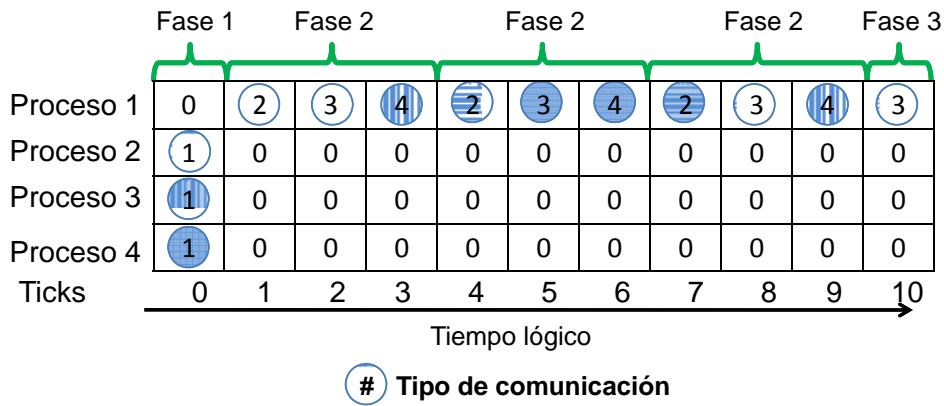 Fase 1 Fase 2 Fase 2 Fase 2 Fase 3
Proceso 1 0 2 3 4 2 3 4 2 3 4 3
Proceso 2 1 0 0 0 0 0 0 0 0 0 0
Proceso 3 1 0 0 0 0 0 0 0 0 0 0
Proceso 4 1 0 0 0 0 0 0 0 0 0 0
Ticks 0 1 2 3 4 5 6 7 8 9 10
Tiempo lógico
# Tipo de comunicación